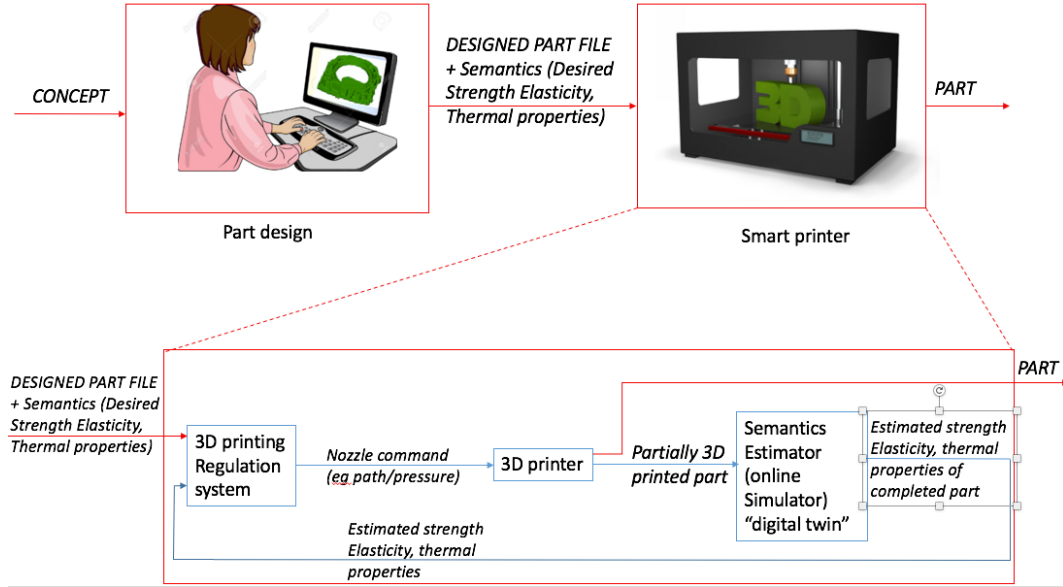 CONCEPT
DESIGNED PART FILE
+ Semantics (Desired
Strength Elasticity,
Thermal properties)
3D
PART
Part design
Smart printer
DESIGNED PART FILE
+ Semantics (Desired
Strength Elasticity,
Thermal properties)
3D printing
Regulation
system
Nozzle command
(eg path/pressure)
3D printer
Partially 3D
printed part
Semantics
Estimator
(online
Simulator)
“digital twin”
Estimated strength
Elasticity, thermal
properties of
completed part
PART
Estimated strength
Elasticity, thermal
properties